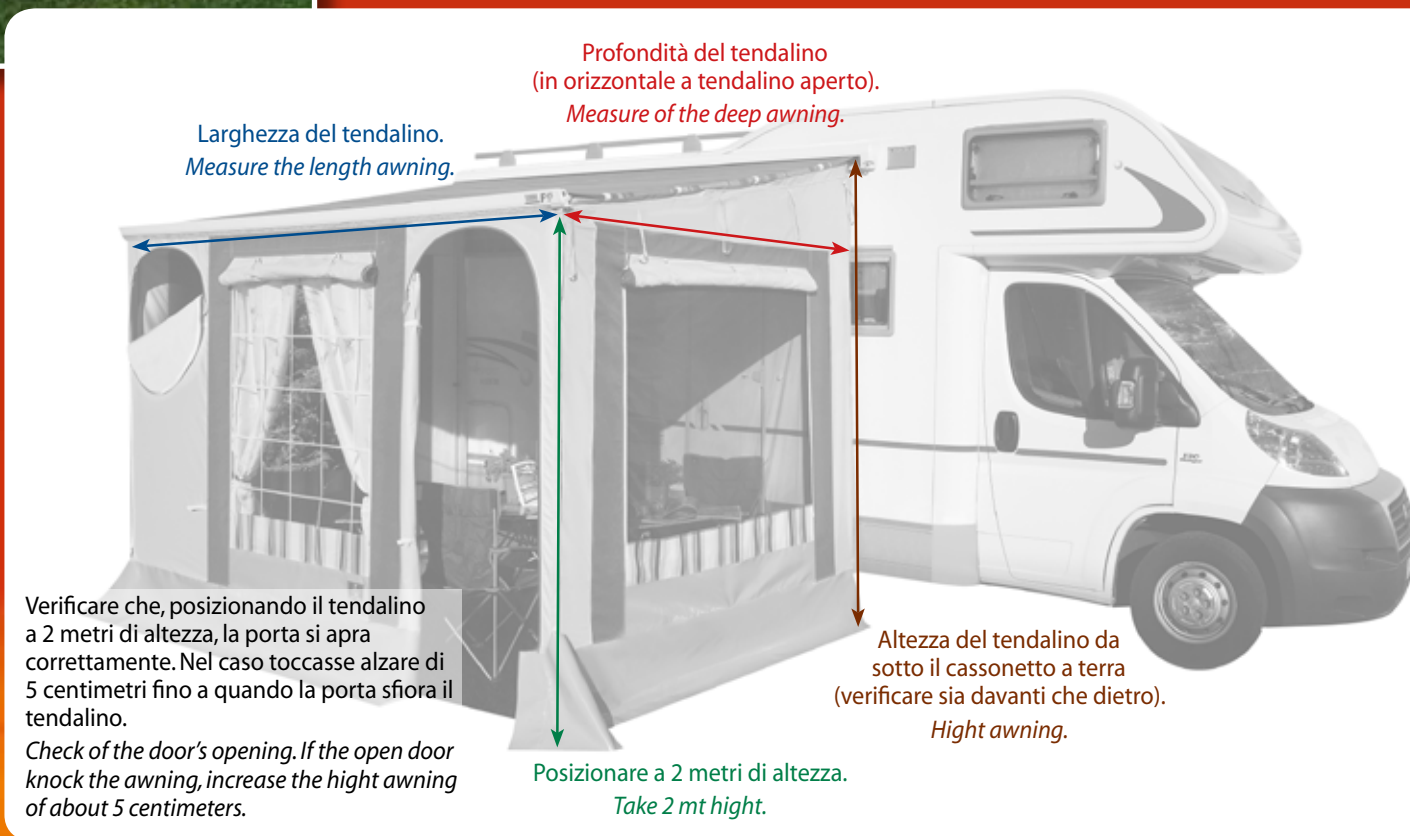 Profondità del tendalino
(in orizzontale a tendalino aperto).
Measure of the deep awning.
Larghezza del tendalino.
Measure the length awning.
Verificare che, posizionando il tendalino
a 2 metri di altezza, la porta si apra
correttamente. Nel caso toccasse alzare di
5 centimetri fino a quando la porta sfiora il
tendalino.
Check of the door's opening. If the open door
knock the awning, increase the hight awning
of about 5 centimeters.
Altezza del tendalino da
sotto il cassonetto a terra
(verificare sia davanti che dietro).
Hight awning.
Posizionare a 2 metri di altezza.
Take 2 mt hight.